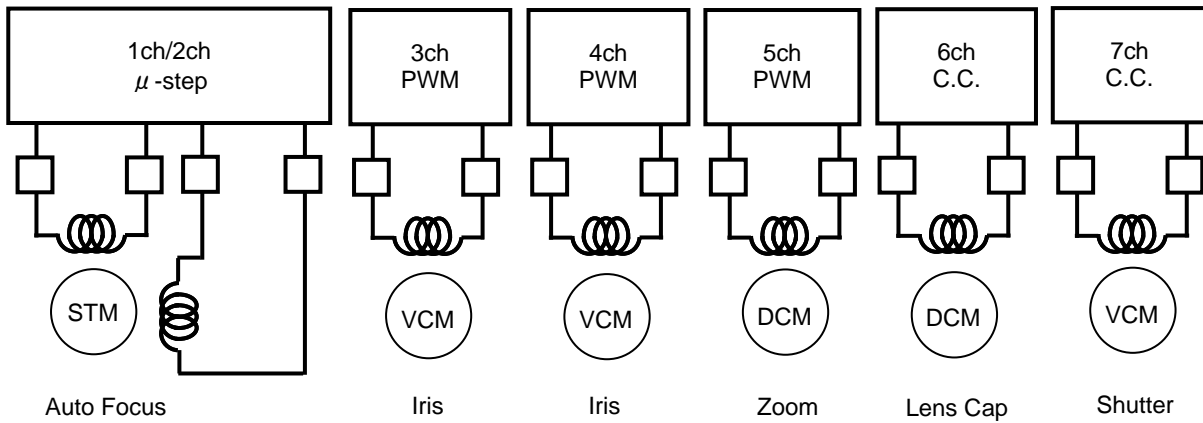 1ch/2ch
μ-step
3ch
PWM
4ch
PWM
5ch
PWM
6ch
C.C.
7ch
C.C.
STM
VCM
VCM
DCM
DCM
VCM
Auto Focus
Iris
Iris
Zoom
Lens Cap
Shutter